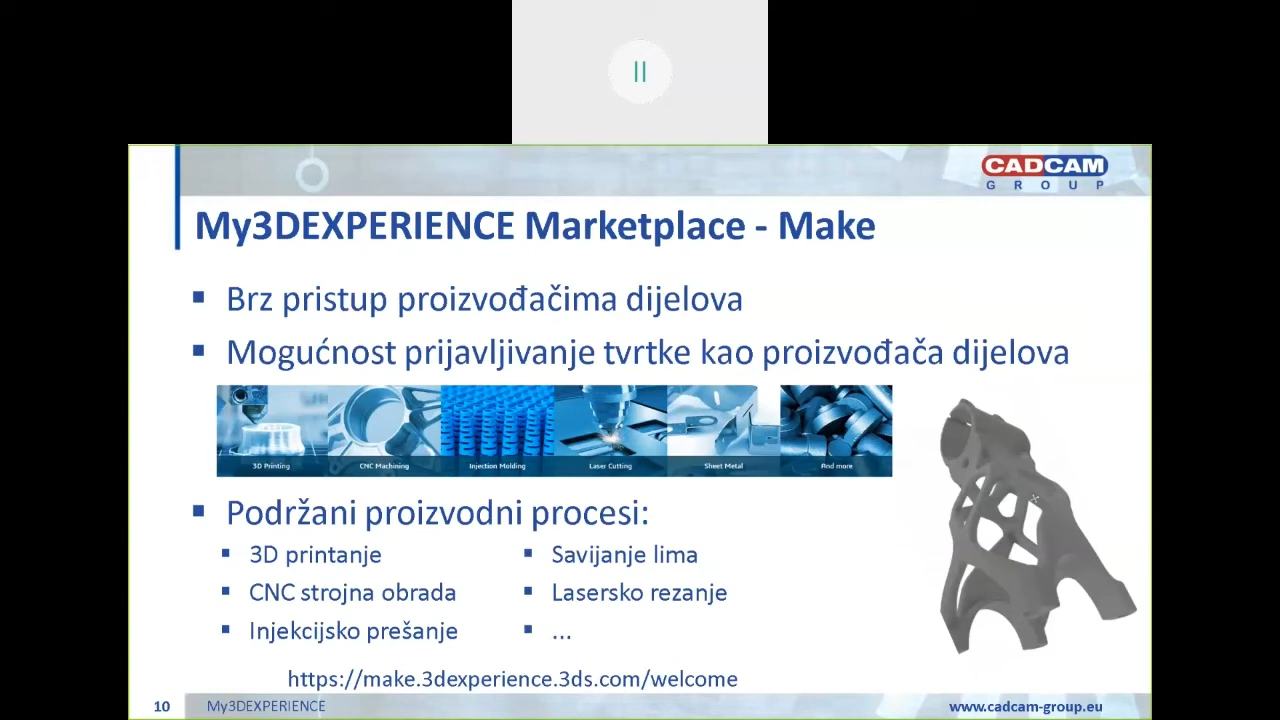 CADCAM
GROUP
My3DEXPERIENCE Marketplace - Make
Brz pristup proizvođačima dijelova
Mogućnost prijavljivanje tvrtke kao proizvođača dijelova
3D Printing CNC Machining Injection Molding Laser Cutting Sheet Metal And more
Podržani proizvodni procesi:
3D printanje
CNC strojna obrada
Injekcijsko prešanje
Savijanje lima
Lasersko rezanje
...
https://make.3dexperience.3ds.com/welcome
10 My3DEXPERIENCE www.cadcam-group.eu